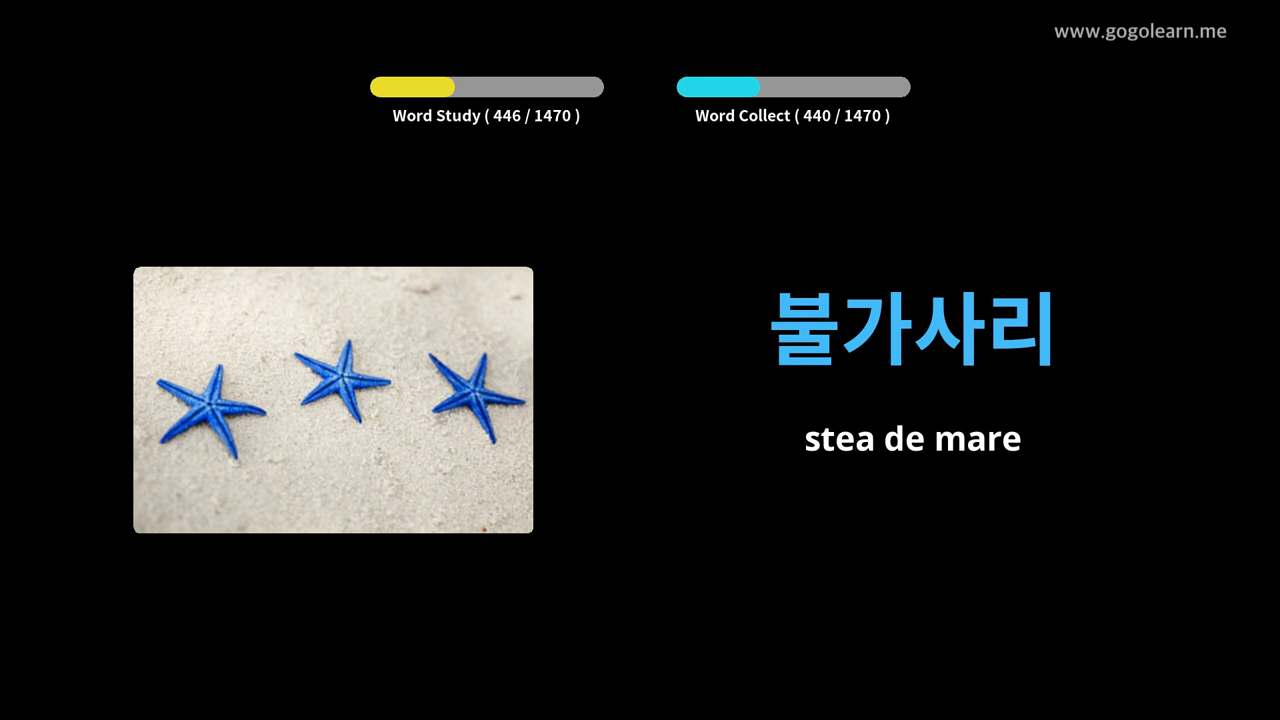 www.gogolearn.me
Word Study ( 446 / 1470 )
Word Collect ( 440 / 1470 )
불가사리
stea de mare